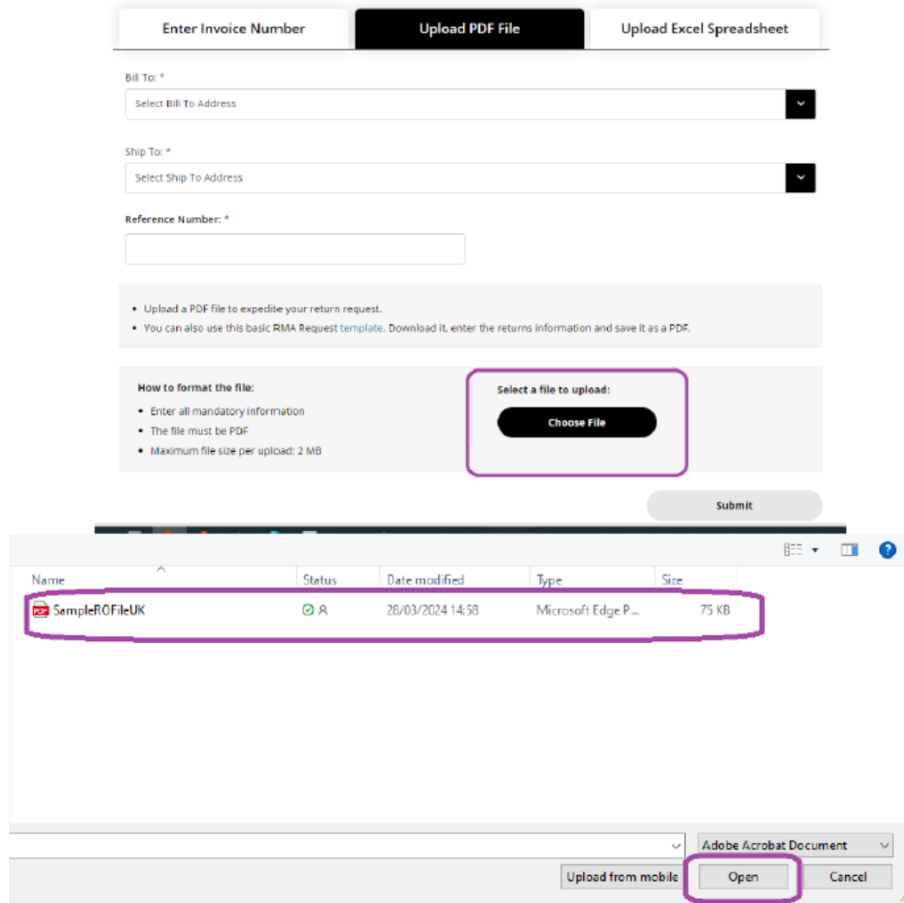 Enter Invoice Number
Upload PDF File
Upload Excel Spreadsheet
Bill To: *
Select Bill To Address
Ship To: *
Select Ship To Address
Reference Number: *
• Upload a PDF file to expedite your return request.
• You can also use this basic RMA Request template. Download it, enter the returns information and save it as a PDF.
How to format the file:
• Enter all mandatory information
• The file must be PDF
• Maximum file size per upload: 2 MB
Select a file to upload:
Choose File
Submit
?
Name Status Date modified Type Size
PDF SampleROFileUK 28/03/2024 14:58 Microsoft Edge P... 75 KB
Adobe Acrobat Document
Upload from mobile Open Cancel